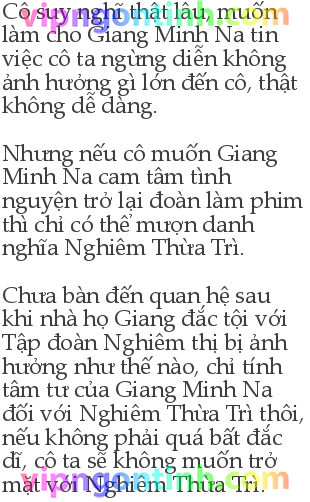 Cô suy nghĩ thật lâu, muốn
làm cho Giang Minh Na tin
việc cô ta ngừng diễn không
ảnh hưởng gì lớn đến cô, thật
không dễ dàng.
Nhưng nếu cô muốn Giang
Minh Na cam tâm tình
nguyện trở lại đoàn làm phim
thì chỉ có thể mượn danh
nghĩa Nghiêm Thừa Trì.
Chưa bàn đến quan hệ sau
khi nhà họ Giang đắc tội với
Tập đoàn Nghiêm thị bị ảnh
hưởng như thế nào, chỉ tính
tâm tư của Giang Minh Na
đối với Nghiêm Thừa Trì thôi,
nếu không phải quá bất đắc
dĩ, cô ta sẽ không muốn trở
mặt với Nghiêm Thừa Trì.
vipngontinh.com
vipngontinh.com